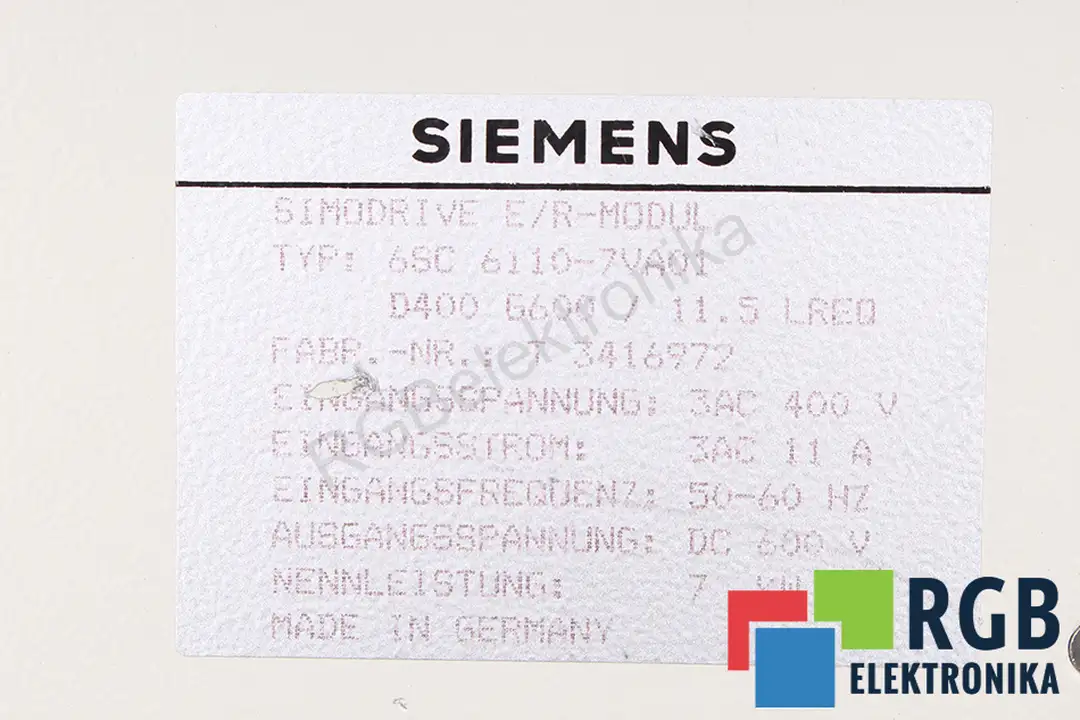 SIEMENS
SIMODRIVE E/R-MODUL
TYP: 6SC 6110-7VA01
D400 G600 / 11.5 LREQ
FABR.-NR.: T 3416972
EINGANGSSPANNUNG: 3AC 400 V
EINGANGSSTROM: 3AC 11 A
EINGANGSFREQUENZ: 50-60 HZ
AUSGANGSSPANNUNG: DC 600 V
NENNLEISTUNG: 7
MADE IN GERMANY
RGBelektronika
RGB
ELEKTRONIKA